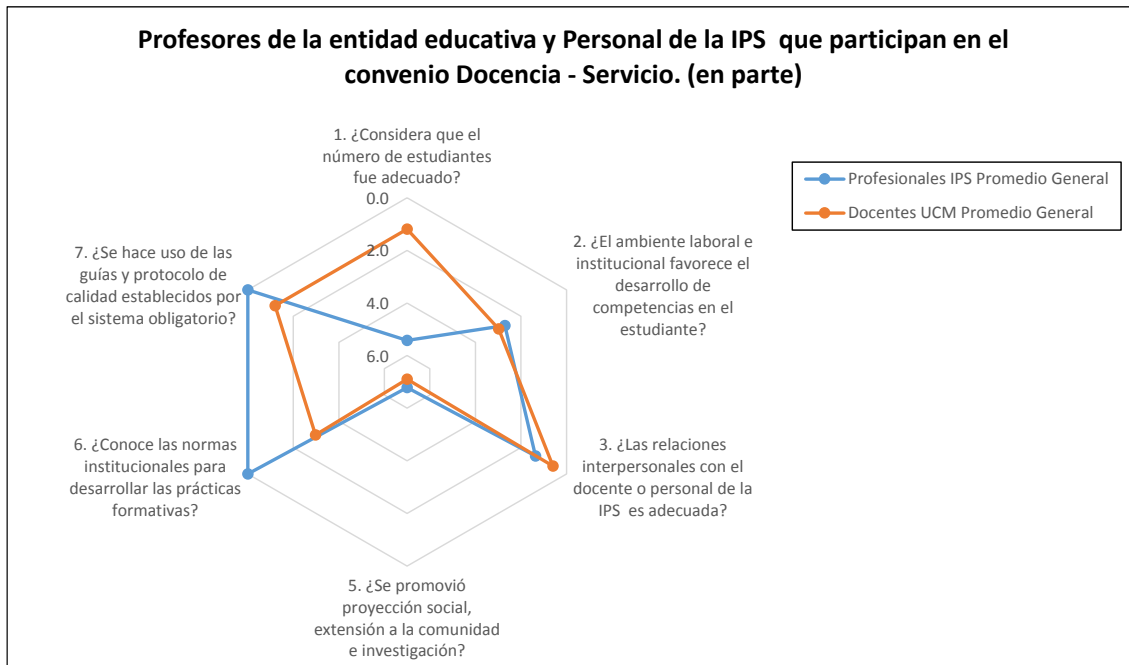 Profesores de la entidad educativa y Personal de la IPS que participan en el
convenio Docencia - Servicio. (en parte)
1. ¿Considera que el
número de estudiantes
fue adecuado?
0.0
2.0
4.0
6.0
Profesionales IPS Promedio General
Docentes UCM Promedio General
2. ¿El ambiente laboral e
institucional favorece el
desarrollo de
competencias en el
estudiante?
3. ¿Las relaciones
interpersonales con el
docente o personal de la
IPS es adecuada?
5. ¿Se promovió
proyección social,
extensión a la comunidad
e investigación?
6. ¿Conoce las normas
institucionales para
desarrollar las prácticas
formativas?
7. ¿Se hace uso de las
guías y protocolo de
calidad establecidos por
el sistema obligatorio?